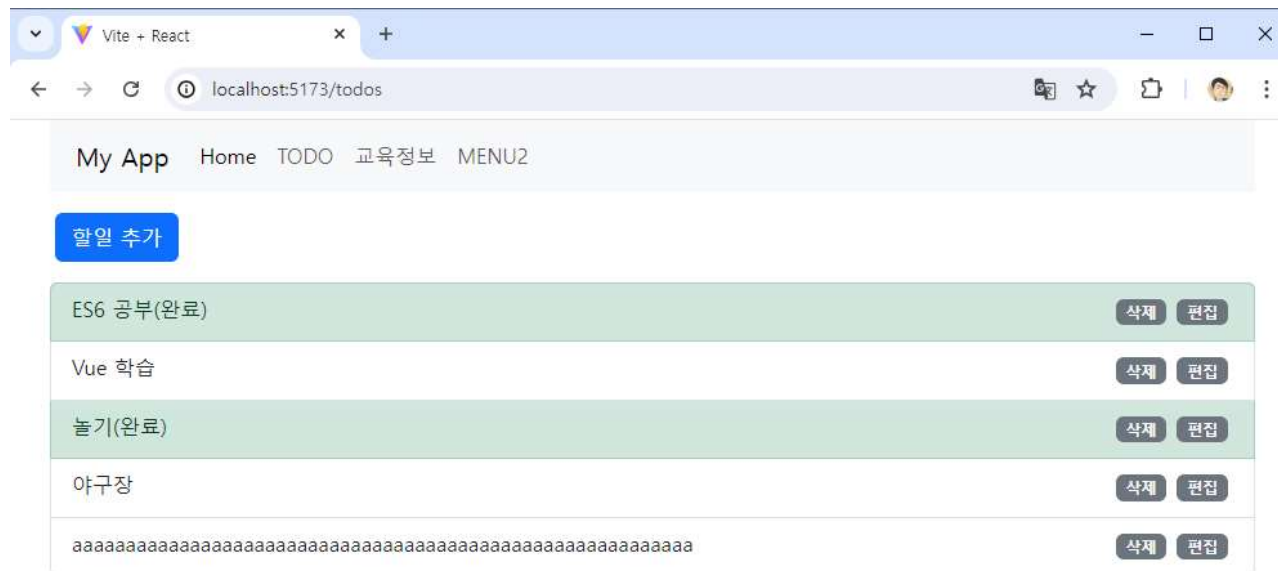 Vite + React
localhost:5173/todos
My App Home TODO 교육정보 MENU2
할일 추가
ES6 공부(완료) 삭제 편집
Vue 학습 삭제 편집
놀기(완료) 삭제 편집
야구장 삭제 편집
aaaaaaaaaaaaaaaaaaaaaaaaaaaaaaaaaaaaaaaaaaaaaaaaaaaaaaaaaa 삭제 편집